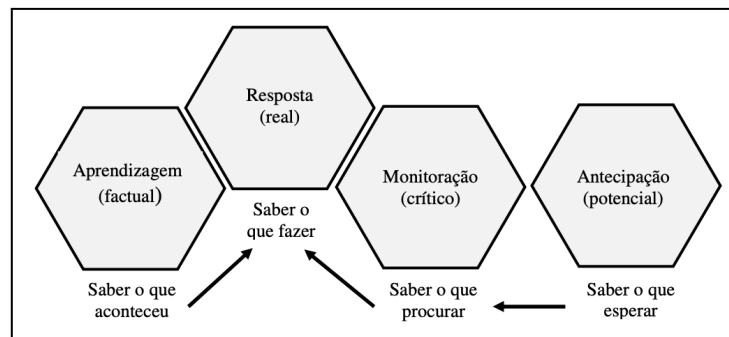 Resposta
(real)
Aprendizagem
(factual)
Monitoração
(crítico)
Antecipação
(potencial)
Saber o
que fazer
Saber o que
aconteceu
Saber o que
procurar
Saber o que
esperar